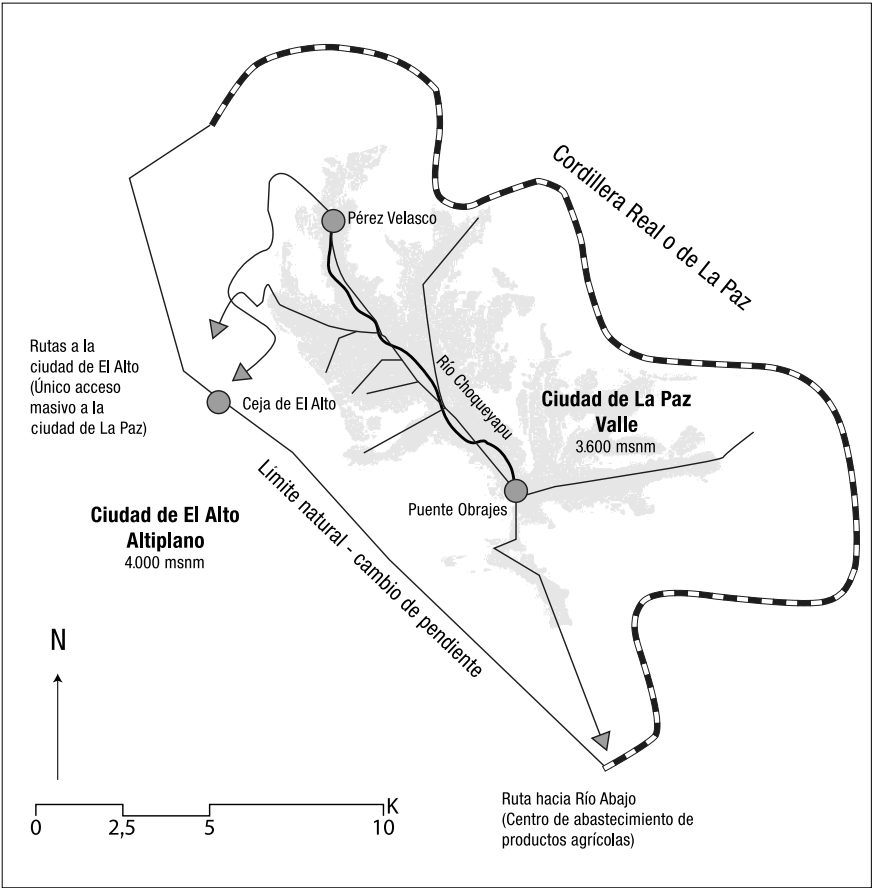 Cordillera Real o de La Paz
Pérez Velasco
Rutas a la
ciudad de El Alto
(Único acceso
masivo a la
ciudad de La Paz)
Ceja de El Alto
Río Choqueyapu
Ciudad de La Paz
Valle
3.600 msnm
Puente Obrajes
Límite natural - cambio de pendiente
Ciudad de El Alto
Altiplano
4.000 msnm
N
K
0 2,5 5 10
Ruta hacia Río Abajo
(Centro de abastecimiento de
productos agrícolas)